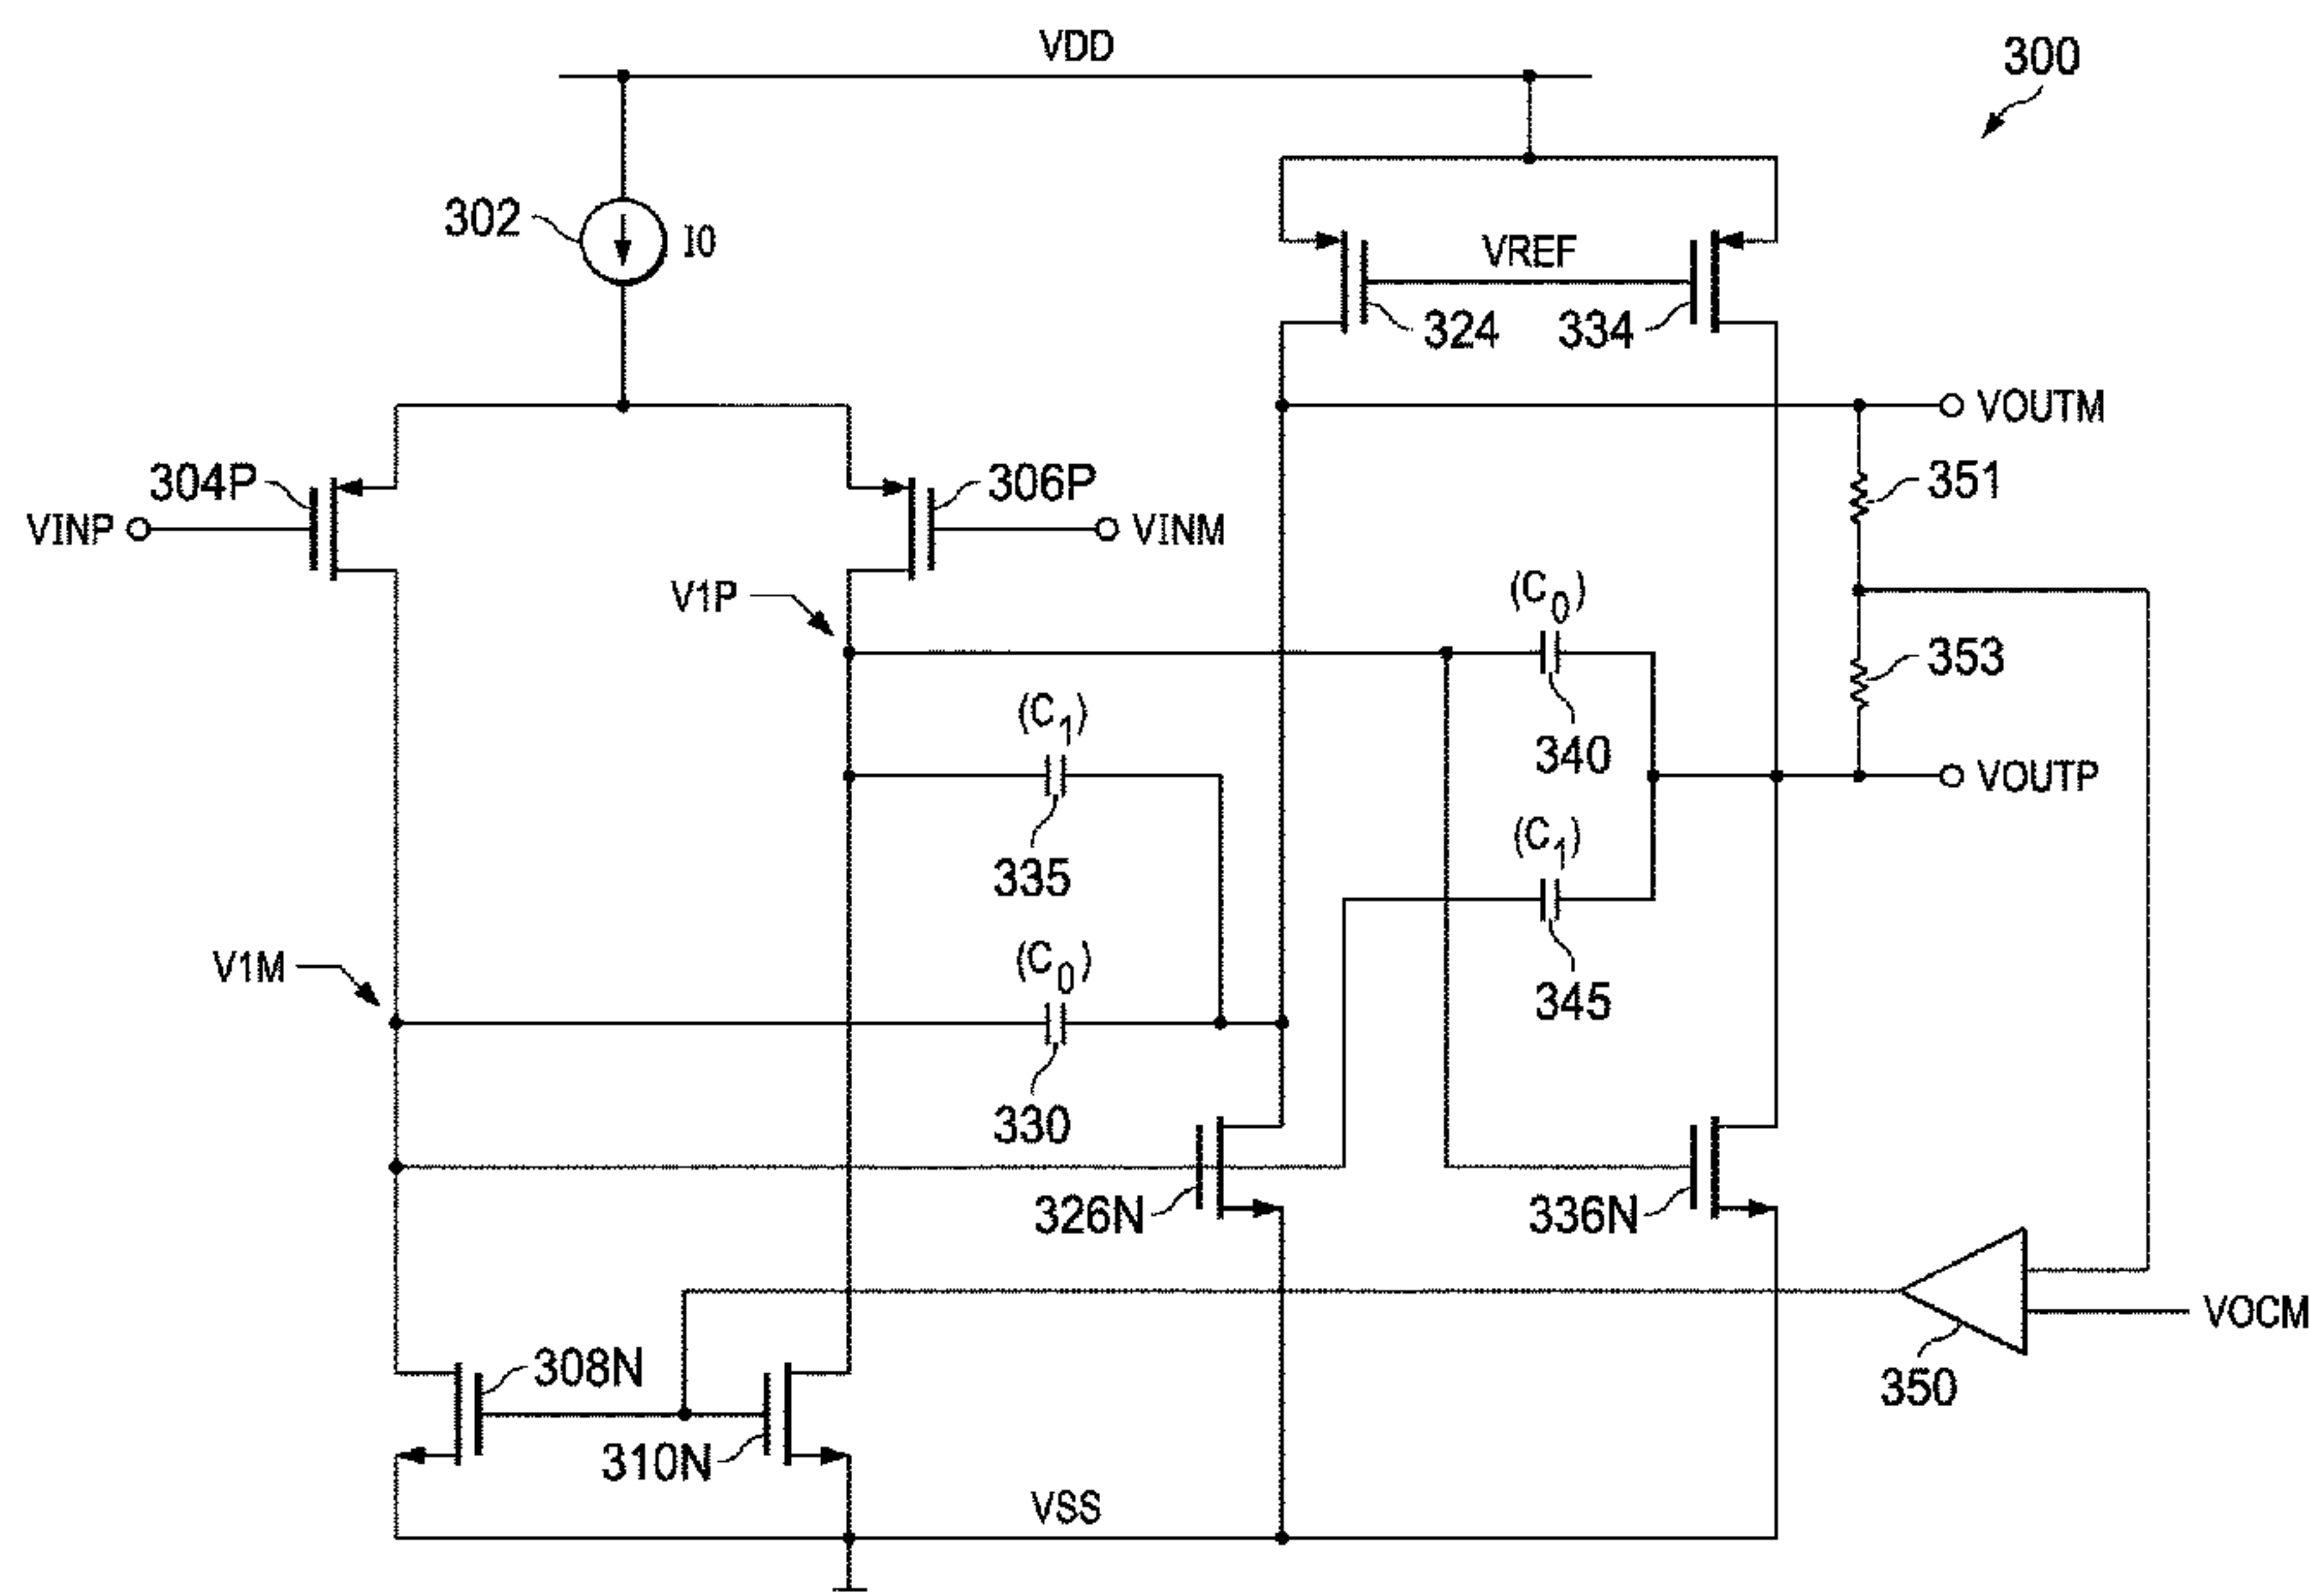 VDD
300
302
I0
VREF
324
334
VOUTM
304P
306P
351
VINP
VINM
V1P
(C0)
353
(C1)
340
VOUTP
335
(C1)
V1M
(C0)
345
330
326N
336N
VOCM
308N
350
310N
VSS